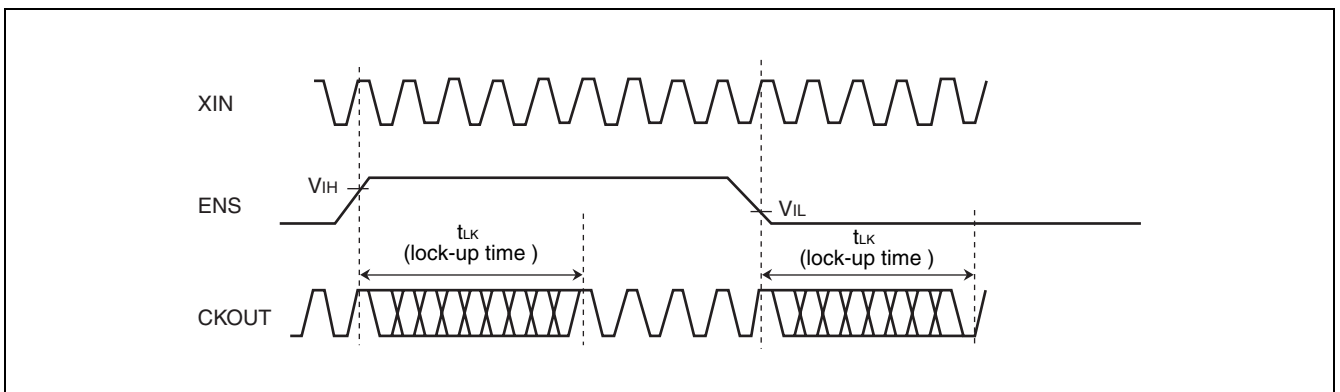 XIN
VIH
ENS
VIL
tLK
(lock-up time )
tLK
(lock-up time )
CKOUT